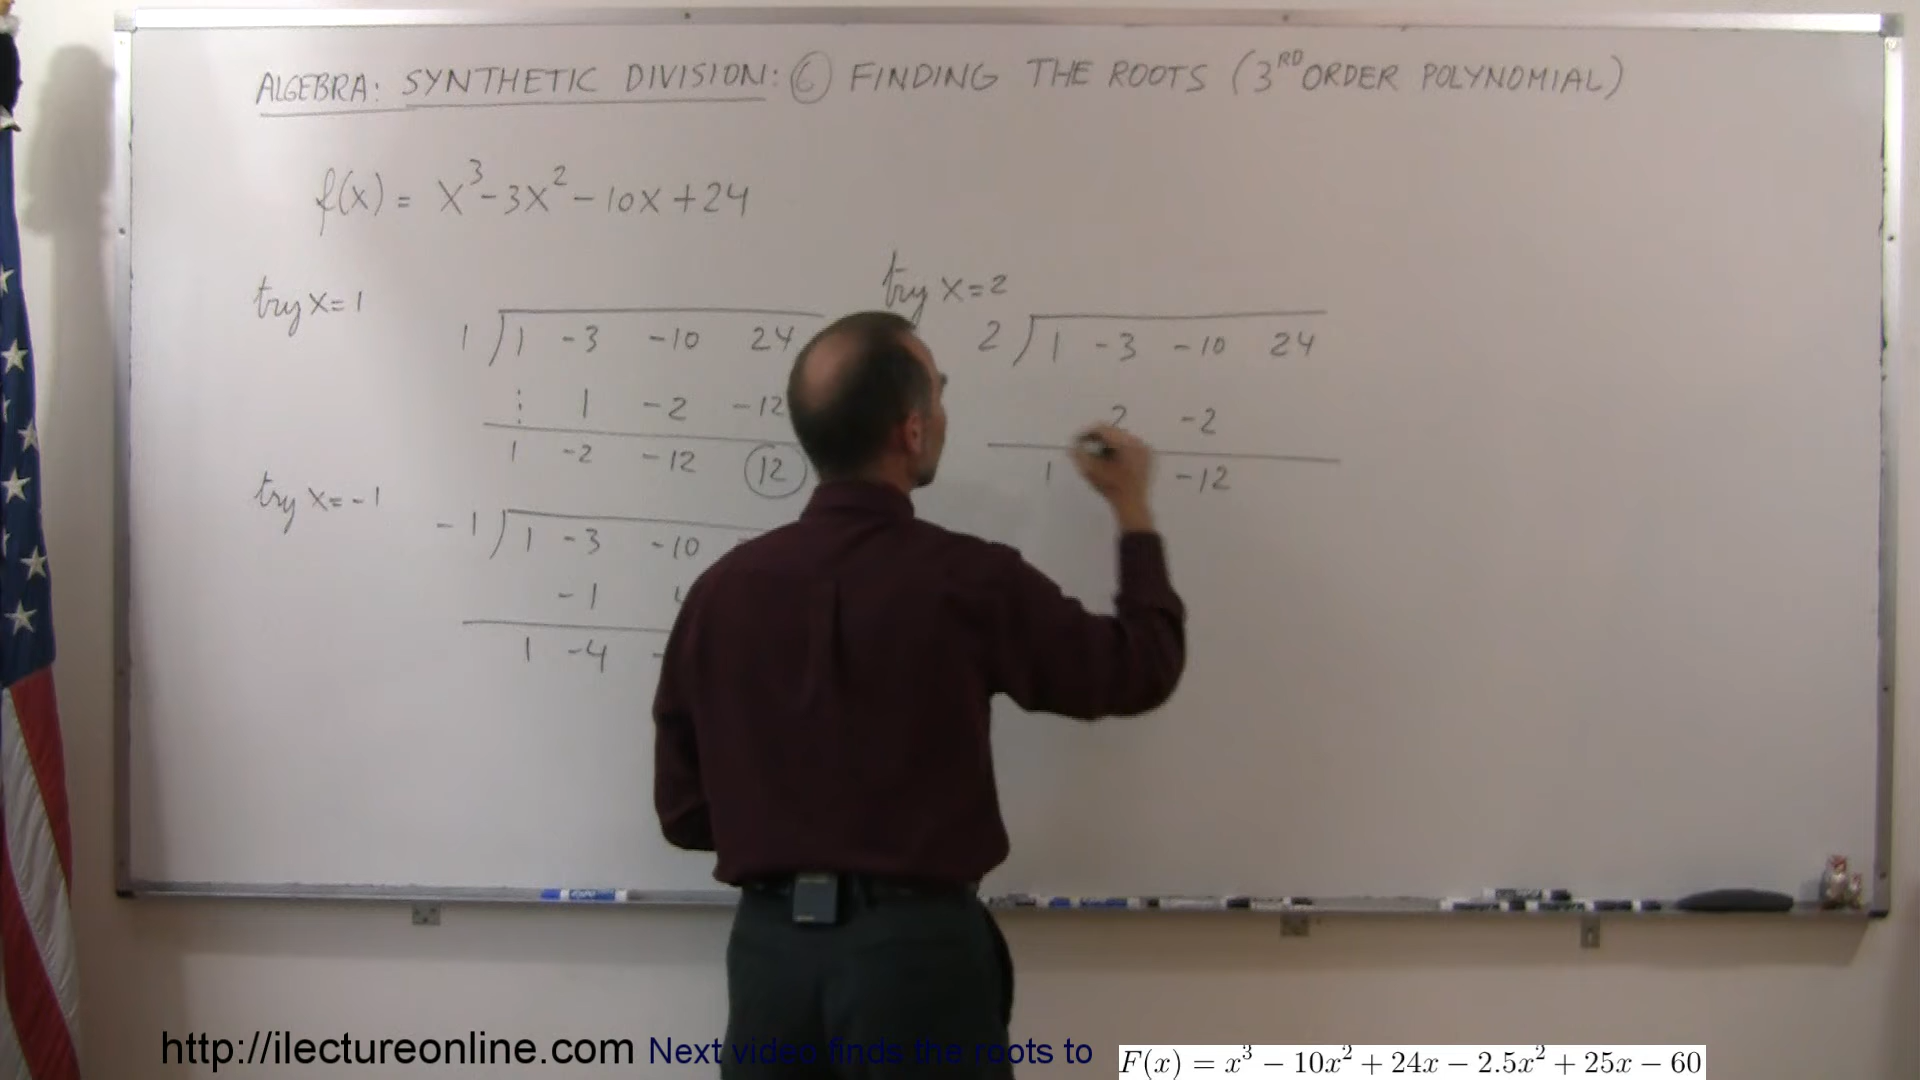 ALGEBRA: SYNTHETIC DIVISION: 6 FINDING THE ROOTS (3RD ORDER POLYNOMIAL)
f(x) = x³-3x²-10x+24
try x=1
1 ) 1 -3 -10 24
⋮ 1 -2 -12
1 -2 -12 12
try x=-1
-1 ) 1 -3 -10
-1
1 -4
try x=2
2 ) 1 -3 -10 24
2 -2
1 -12
http://ilectureonline.com Next video finds the roots to F(x) = x³ − 10x² + 24x − 2.5x² + 25x − 60